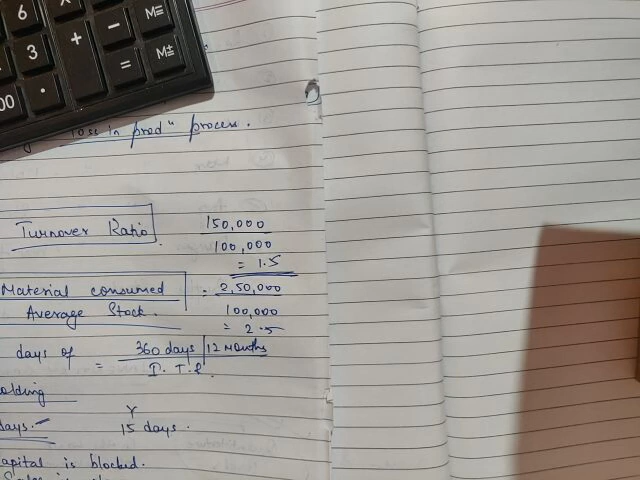 6 × M=
3 + − M±
00 · =
loss in prodⁿ process.
Turnover Ratio. 150,000
100,000
= 1.5
Material consumed = 2,50,000
Average Stock. 100,000
= 2.5
days of = 360 days | 12 Months
I. T. R.
olding
days. 15 days.
apital is blocked.